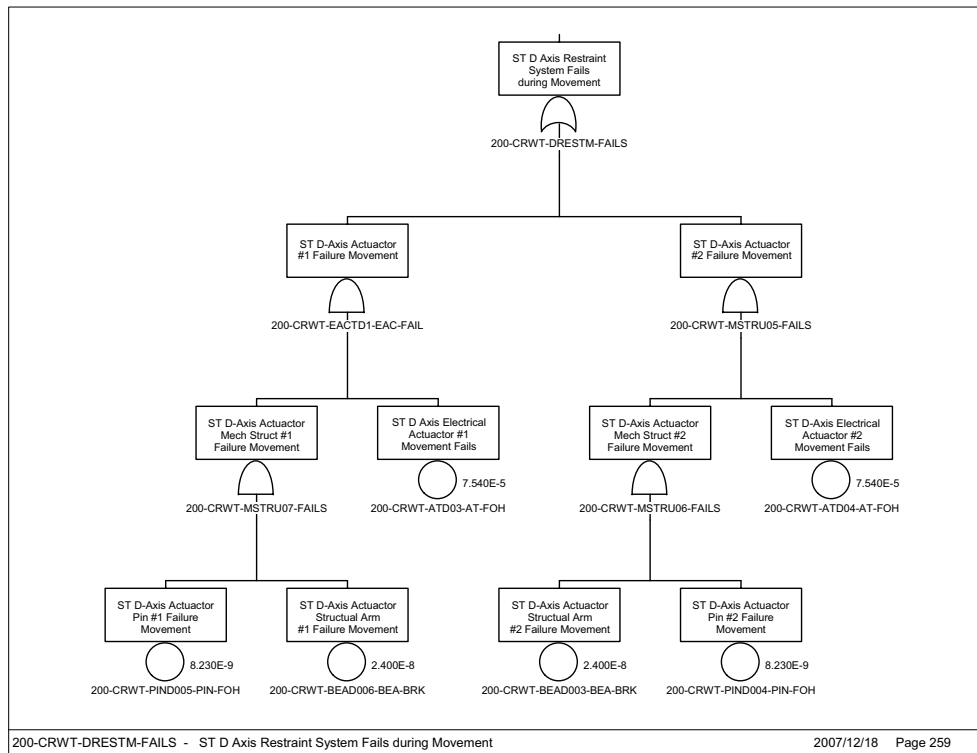 ST D Axis Restraint
System Fails
during Movement
200-CRWT-DRESTM-FAILS
ST D-Axis Actuactor
#1 Failure Movement
200-CRWT-EACTD1-EAC-FAIL
ST D-Axis Actuactor
#2 Failure Movement
200-CRWT-MSTRU05-FAILS
ST D-Axis Actuactor
Mech Struct #1
Failure Movement
200-CRWT-MSTRU07-FAILS
ST D Axis Electrical
Actuactor #1
Movement Fails
7.540E-5
200-CRWT-ATD03-AT-FOH
ST D-Axis Actuactor
Mech Struct #2
Failure Movement
200-CRWT-MSTRU06-FAILS
ST D-Axis Electrical
Actuactor #2
Movement Fails
7.540E-5
200-CRWT-ATD04-AT-FOH
ST D-Axis Actuactor
Pin #1 Failure
Movement
8.230E-9
200-CRWT-PIND005-PIN-FOH
ST D-Axis Actuactor
Structual Arm
#1 Failure Movement
2.400E-8
200-CRWT-BEAD006-BEA-BRK
ST D-Axis Actuactor
Structual Arm
#2 Failure Movement
2.400E-8
200-CRWT-BEAD003-BEA-BRK
ST D-Axis Actuactor
Pin #2 Failure
Movement
8.230E-9
200-CRWT-PIND004-PIN-FOH
200-CRWT-DRESTM-FAILS - ST D Axis Restraint System Fails during Movement
2007/12/18 Page 259